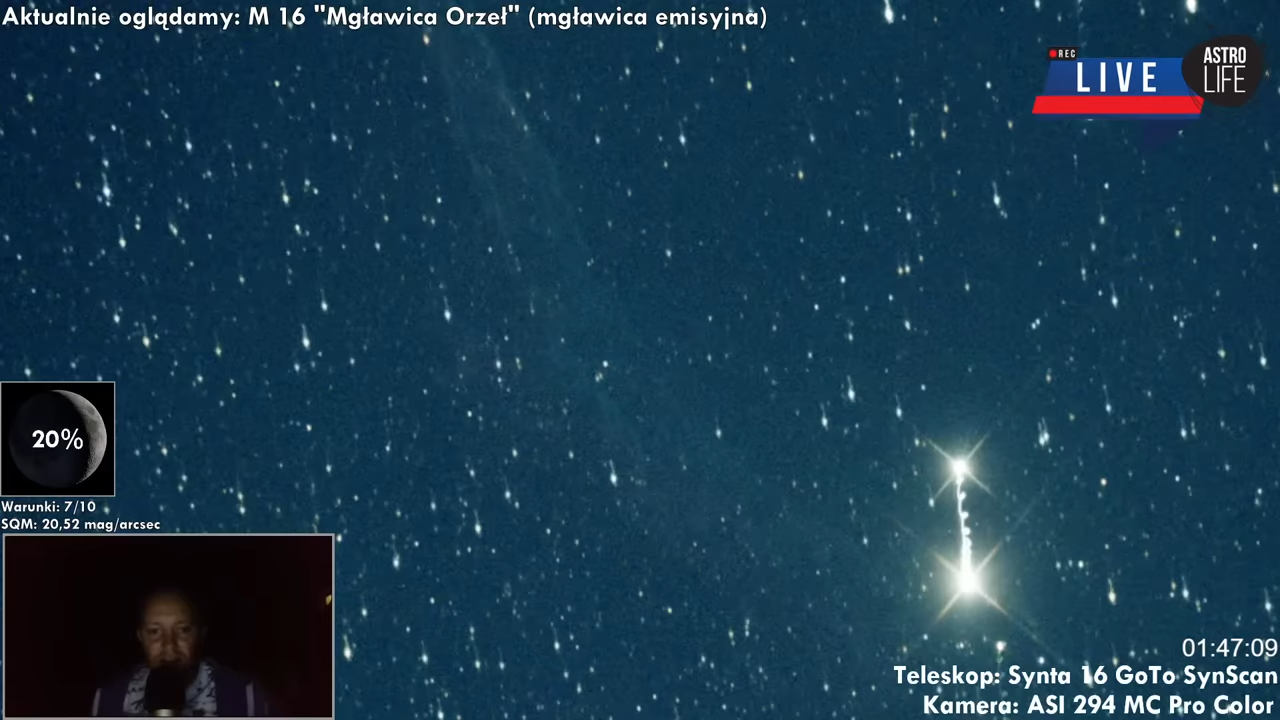 Aktualnie oglądamy: M 16 "Mgławica Orzeł" (mgławica emisyjna)
REC
LIVE
ASTRO
LIFE
20%
Warunki: 7/10
SQM: 20,52 mag/arcsec
01:47:09
Teleskop: Synta 16 GoTo SynScan
Kamera: ASI 294 MC Pro Color